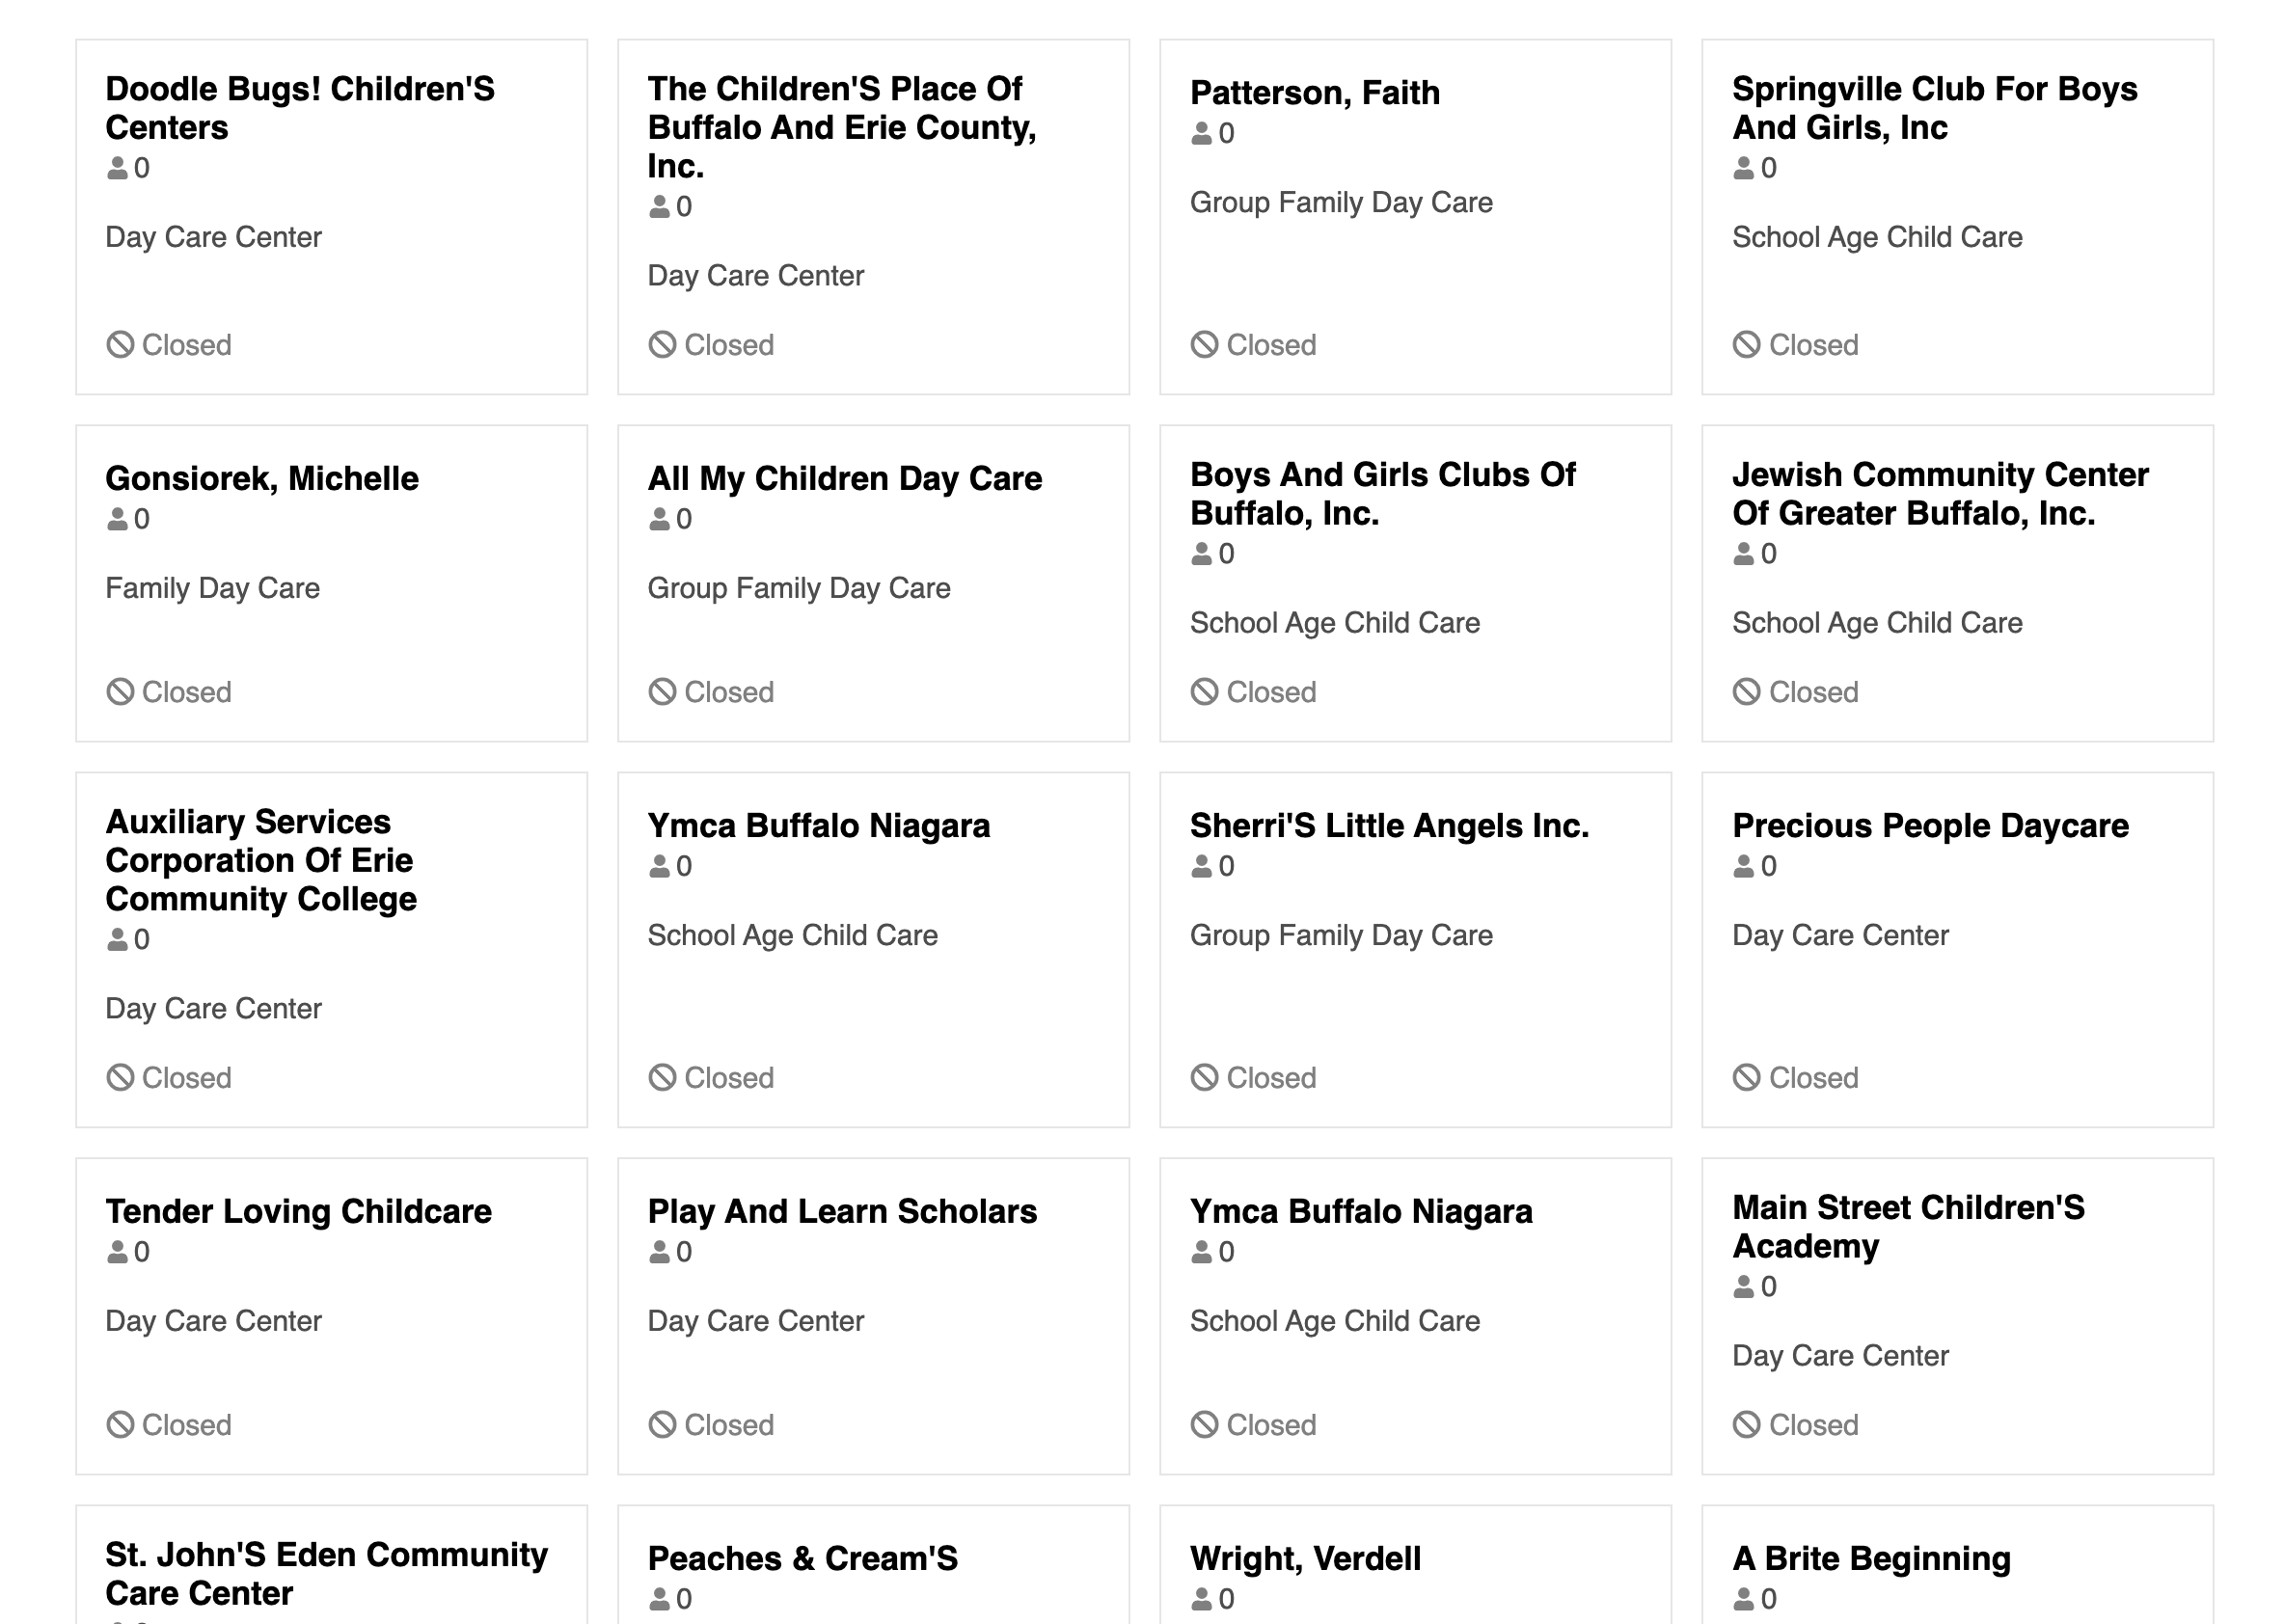 Doodle Bugs! Children'S
Centers
0
Day Care Center
Closed
The Children'S Place Of
Buffalo And Erie County,
Inc.
0
Day Care Center
Closed
Patterson, Faith
0
Group Family Day Care
Closed
Springville Club For Boys
And Girls, Inc
0
School Age Child Care
Closed
Gonsiorek, Michelle
0
Family Day Care
Closed
All My Children Day Care
0
Group Family Day Care
Closed
Boys And Girls Clubs Of
Buffalo, Inc.
0
School Age Child Care
Closed
Jewish Community Center
Of Greater Buffalo, Inc.
0
School Age Child Care
Closed
Auxiliary Services
Corporation Of Erie
Community College
0
Day Care Center
Closed
Ymca Buffalo Niagara
0
School Age Child Care
Closed
Sherri'S Little Angels Inc.
0
Group Family Day Care
Closed
Precious People Daycare
0
Day Care Center
Closed
Tender Loving Childcare
0
Day Care Center
Closed
Play And Learn Scholars
0
Day Care Center
Closed
Ymca Buffalo Niagara
0
School Age Child Care
Closed
Main Street Children'S
Academy
0
Day Care Center
Closed
St. John'S Eden Community
Care Center
Peaches & Cream'S
0
Wright, Verdell
0
A Brite Beginning
0